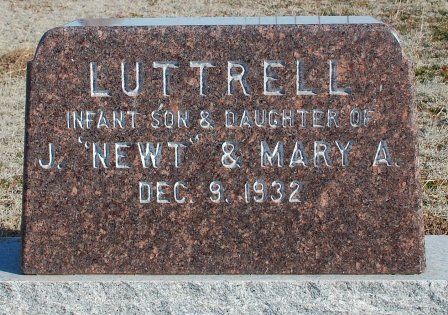 LUTTRELL
INFANT SON & DAUGHTER OF
J. "NEWT" & MARY A.
DEC. 9, 1932